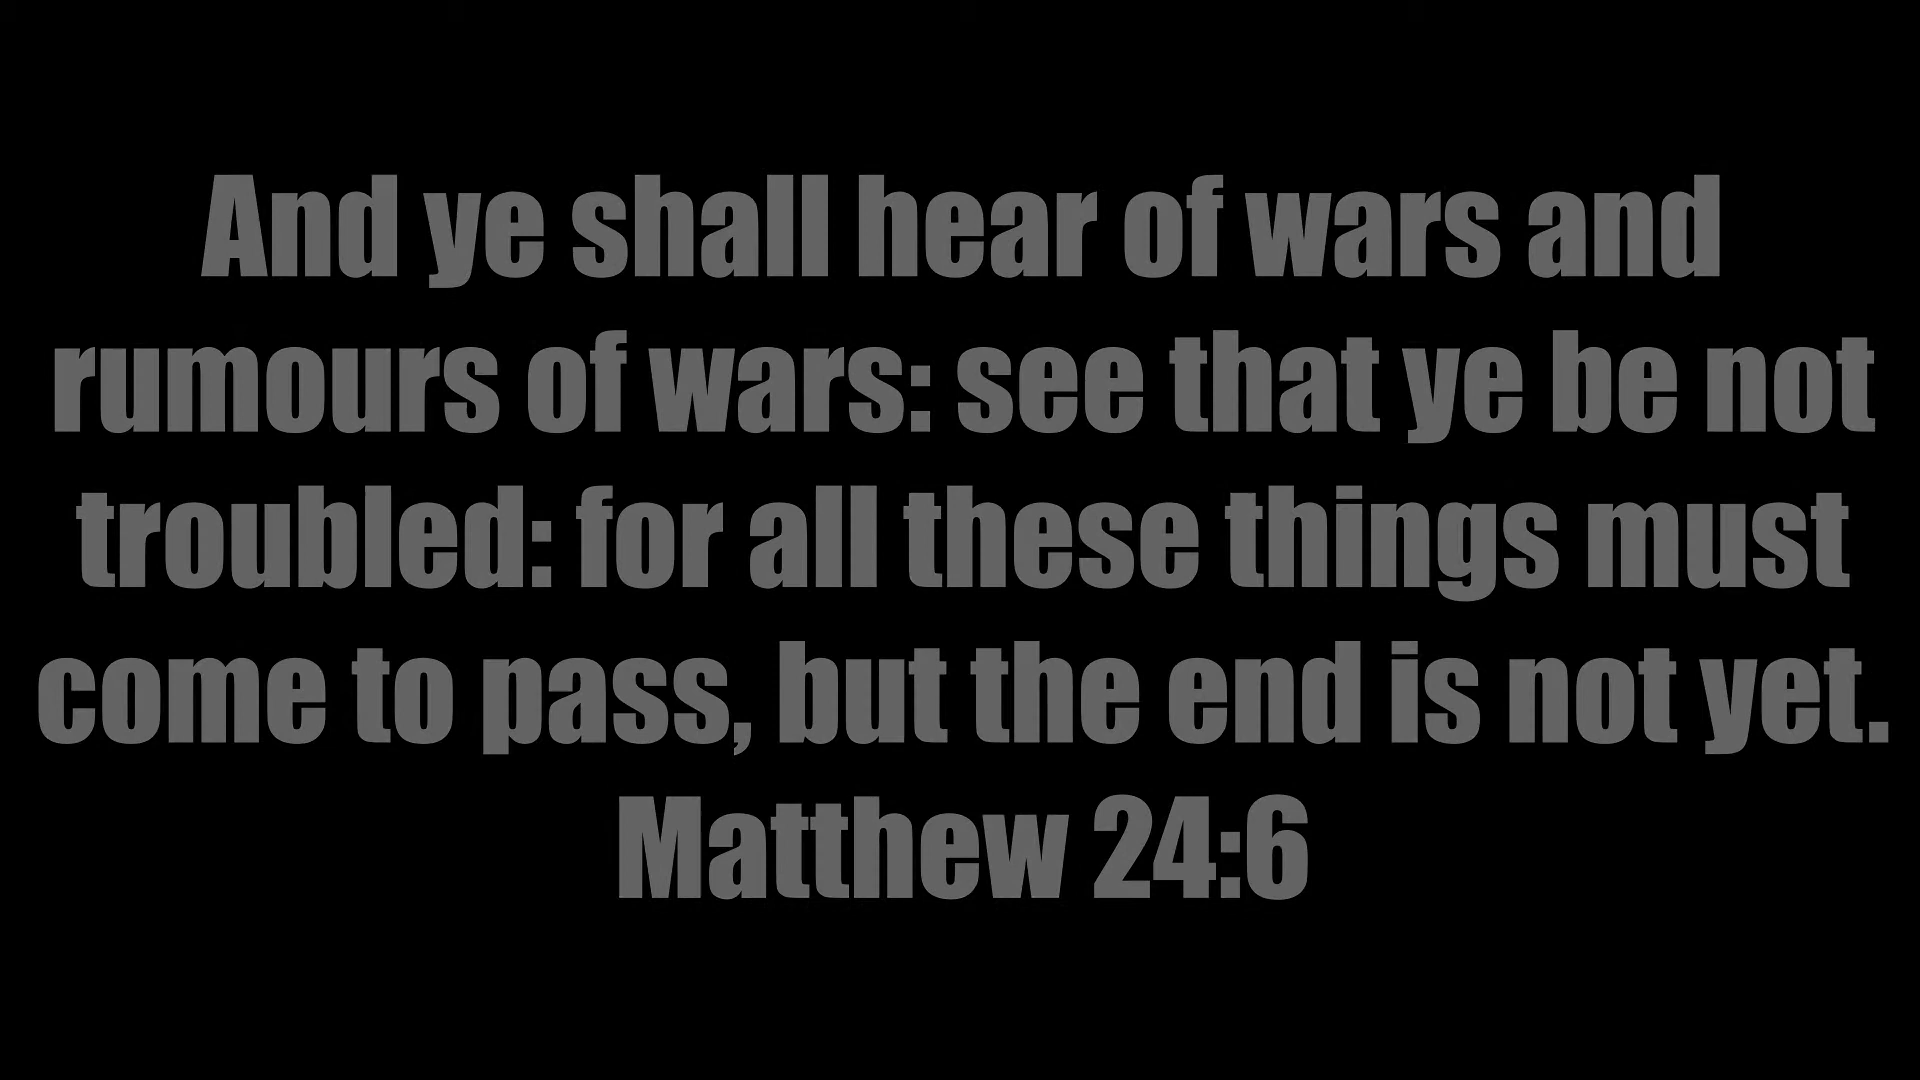 And ye shall hear of wars and
rumours of wars: see that ye be not
troubled: for all these things must
come to pass, but the end is not yet.
Matthew 24:6